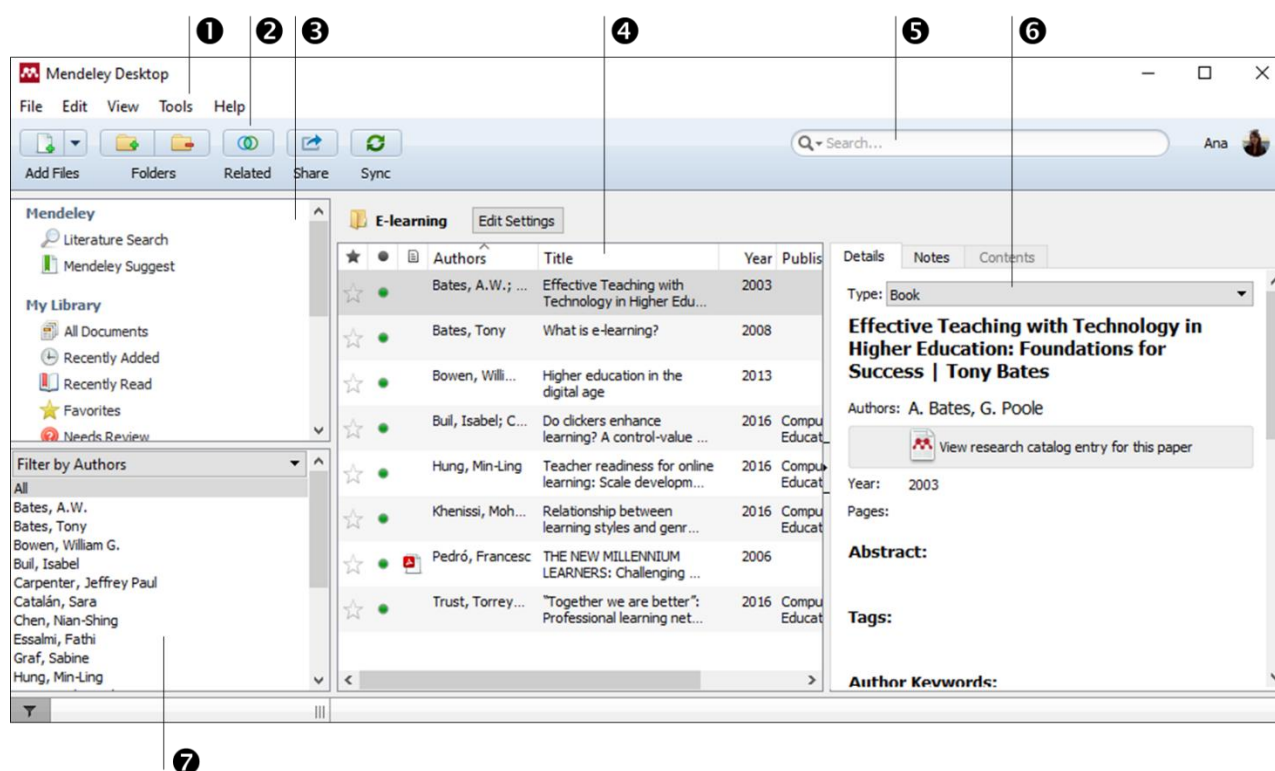 ❶ ❷ ❸ ❹ ❺ ❻
Mendeley Desktop
File Edit View Tools Help
Search...
Ana
Add Files Folders Related Share Sync
Mendeley
Literature Search
Mendeley Suggest
My Library
All Documents
Recently Added
Recently Read
Favorites
Needs Review
Filter by Authors
All
Bates, A.W.
Bates, Tony
Bowen, William G.
Buil, Isabel
Carpenter, Jeffrey Paul
Catalán, Sara
Chen, Nian-Shing
Essalmi, Fathi
Graf, Sabine
Hung, Min-Ling
E-learning Edit Settings
Authors Title Year Publis
Bates, A.W.; ... Effective Teaching with 2003
Technology in Higher Edu...
Bates, Tony What is e-learning? 2008
Bowen, Willi... Higher education in the 2013
digital age
Buil, Isabel; C... Do clickers enhance 2016 Compu
learning? A control-value ... Educat
Hung, Min-Ling Teacher readiness for online 2016 Compu
learning: Scale developm... Educat
Khenissi, Moh... Relationship between 2016 Compu
learning styles and genr... Educat
Pedró, Francesc THE NEW MILLENNIUM 2006
LEARNERS: Challenging ...
Trust, Torrey... "Together we are better": 2016 Compu
Professional learning net... Educat
Details Notes Contents
Type: Book
Effective Teaching with Technology in
Higher Education: Foundations for
Success | Tony Bates
Authors: A. Bates, G. Poole
View research catalog entry for this paper
Year: 2003
Pages:
Abstract:
Tags:
Author Keywords:
❼